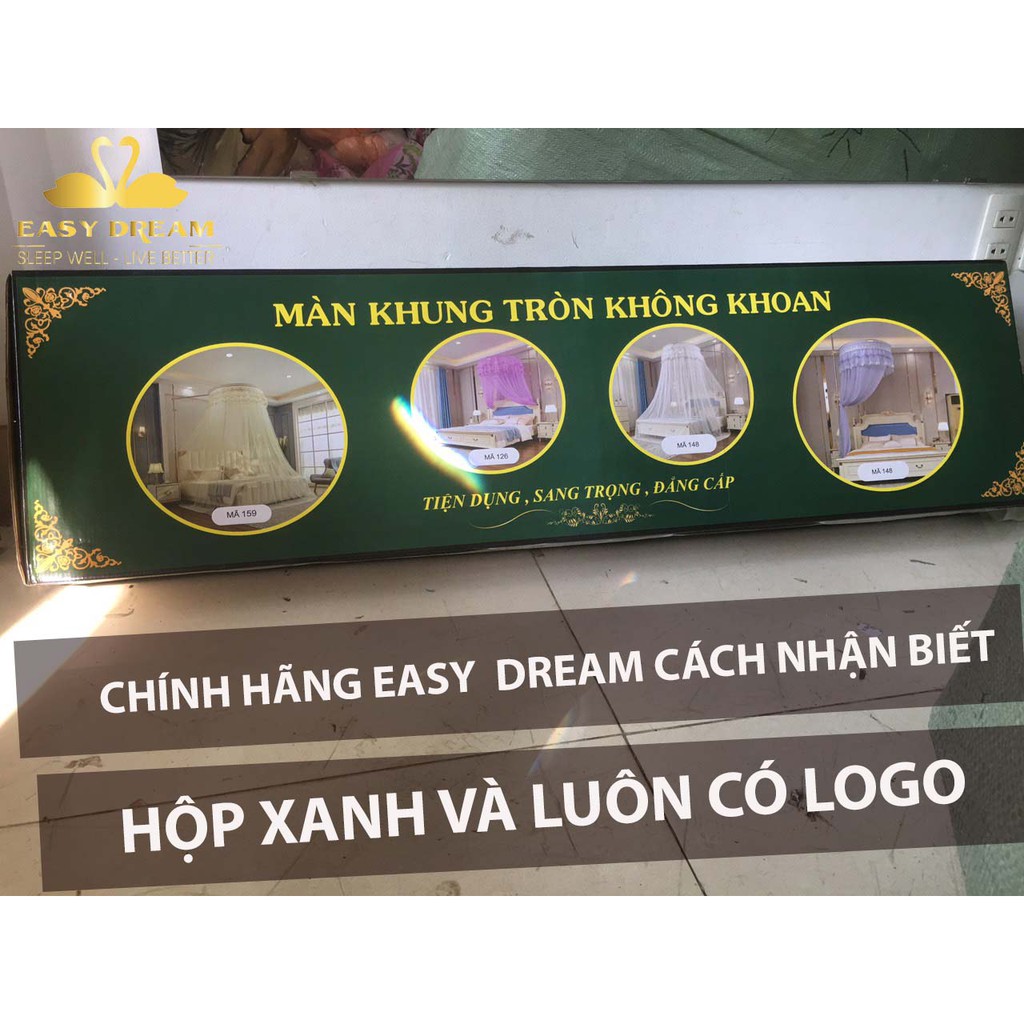 EASY DREAM
SLEEP WELL - LIVE BETTER
MÀN KHUNG TRÒN KHÔNG KHOAN
MÃ 159
MÃ 126
MÃ 148
MÃ 148
TIỆN DỤNG , SANG TRỌNG , ĐẲNG CẤP
CHÍNH HÃNG EASY DREAM CÁCH NHẬN BIẾT
HỘP XANH VÀ LUÔN CÓ LOGO